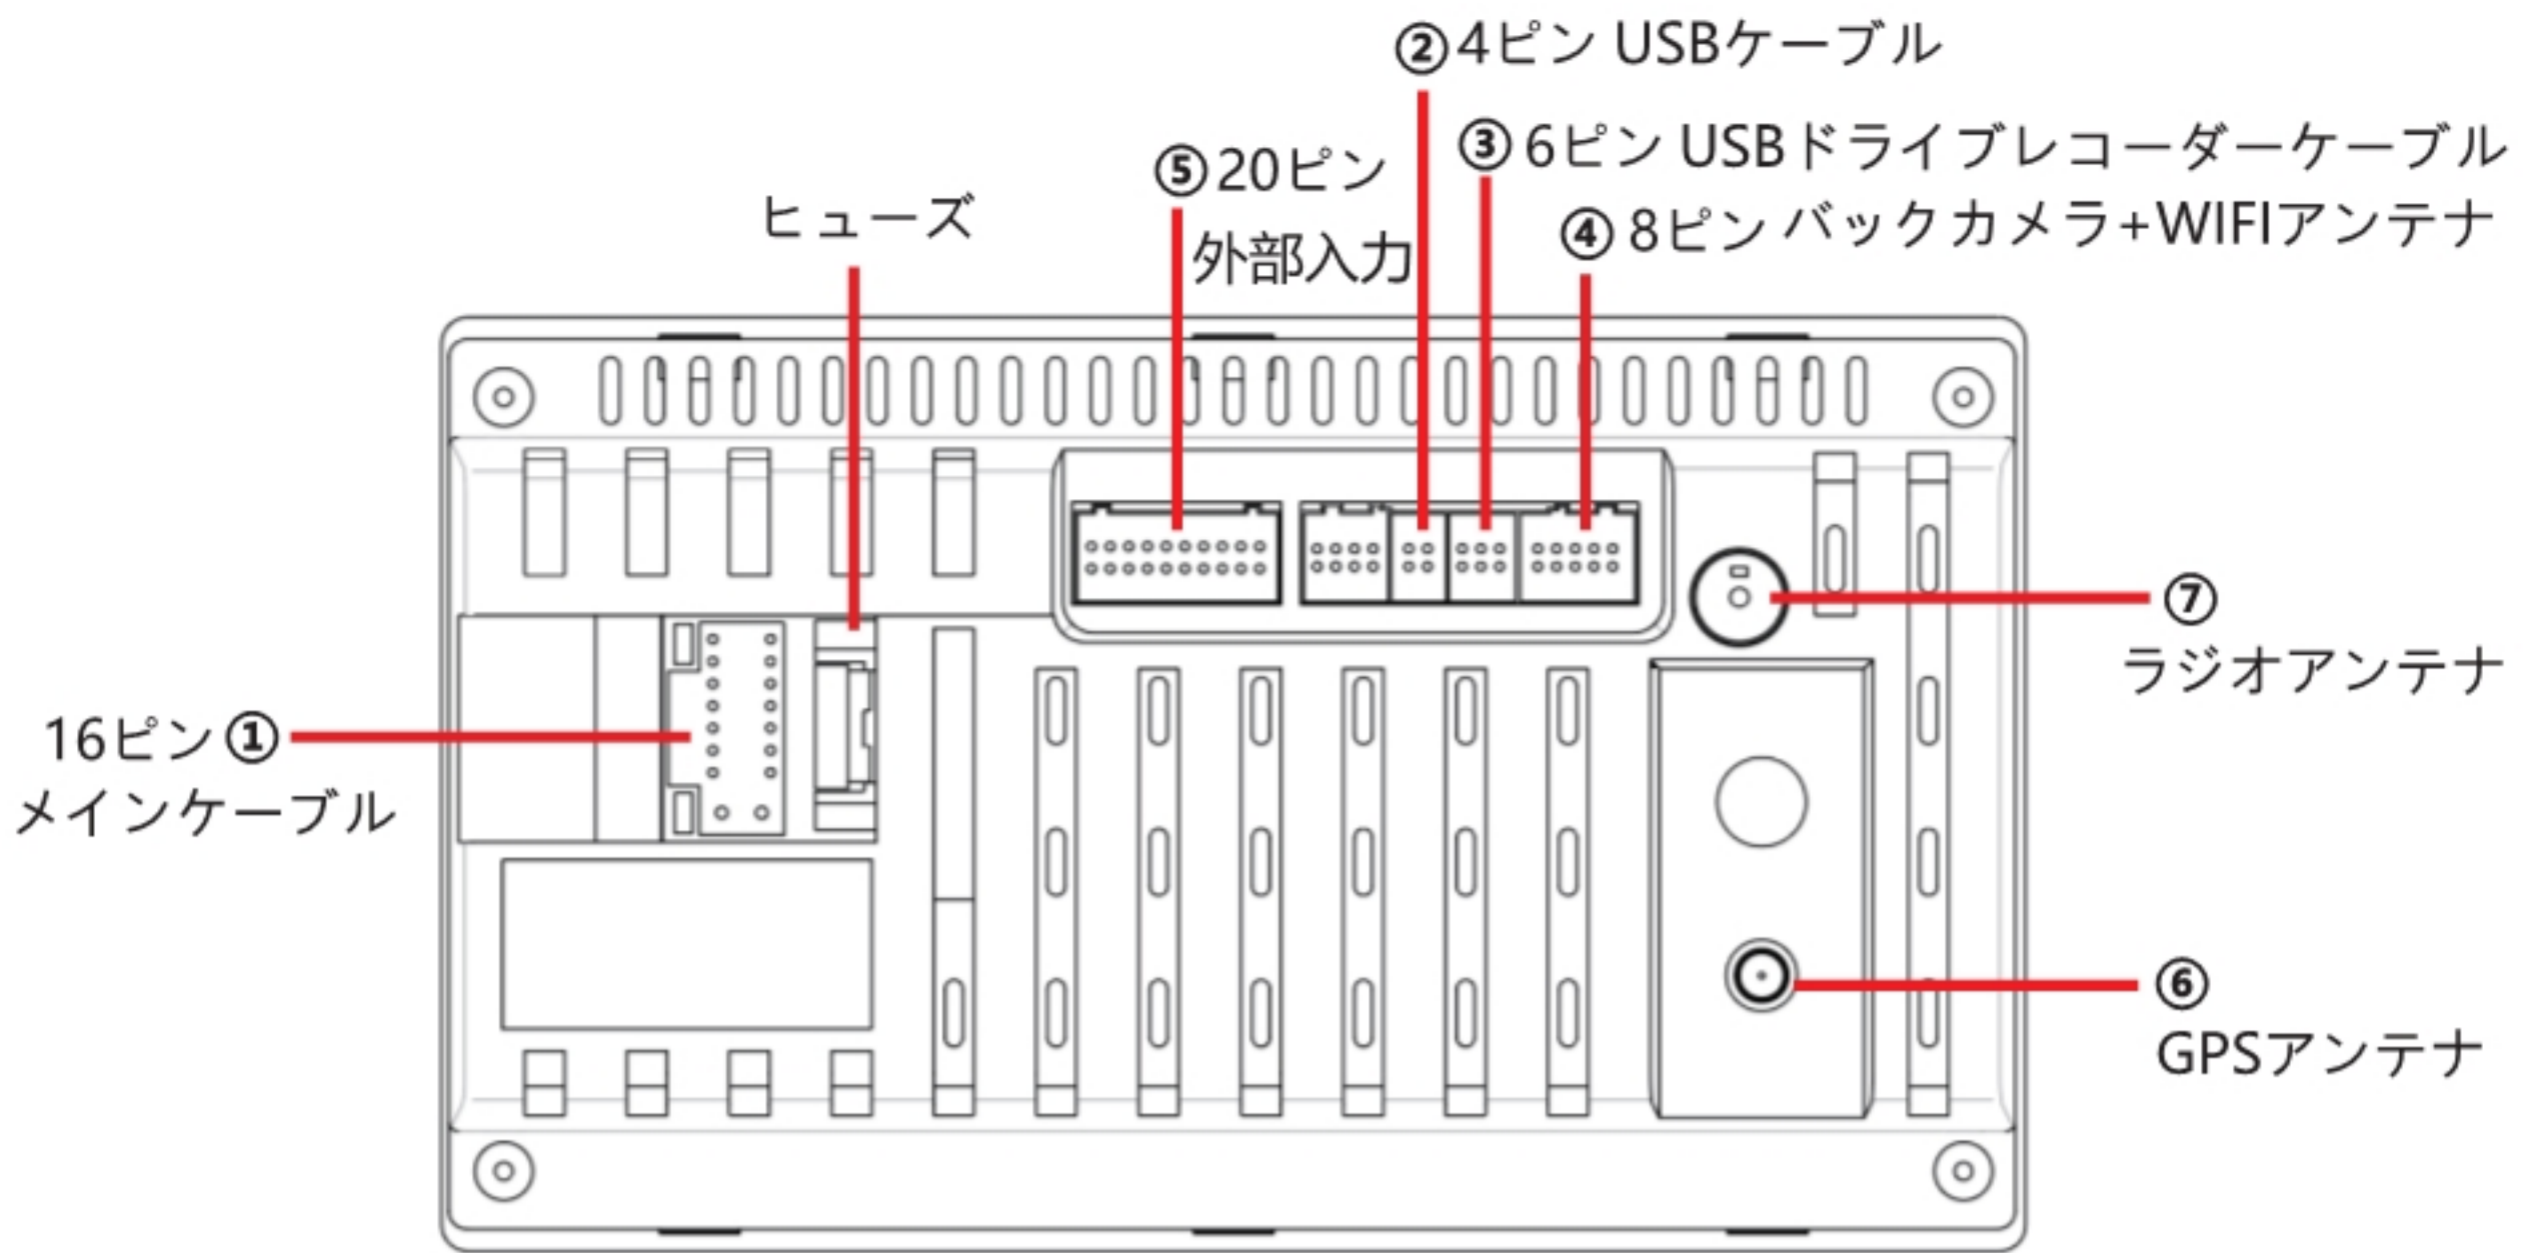 ②4ピン USBケーブル
③ 6ピン USBドライブレコーダーケーブル
⑤ 20ピン
外部入力
④ 8ピン バックカメラ+WIFIアンテナ
ヒューズ
⑦
ラジオアンテナ
16ピン ①
メインケーブル
⑥
GPSアンテナ